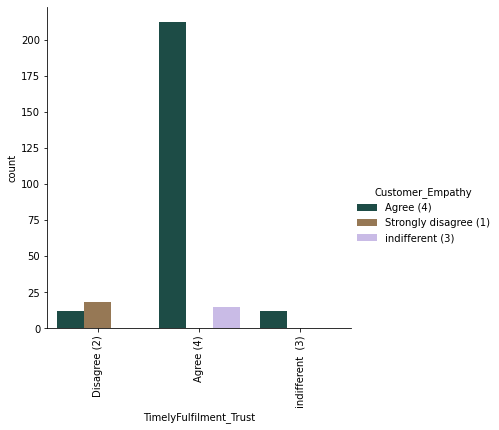 200
175
150
125
100
75
50
25
0
count
Disagree (2)
Agree (4)
indifferent  (3)
TimelyFulfilment_Trust
Customer_Empathy
Agree (4)
Strongly disagree (1)
indifferent (3)